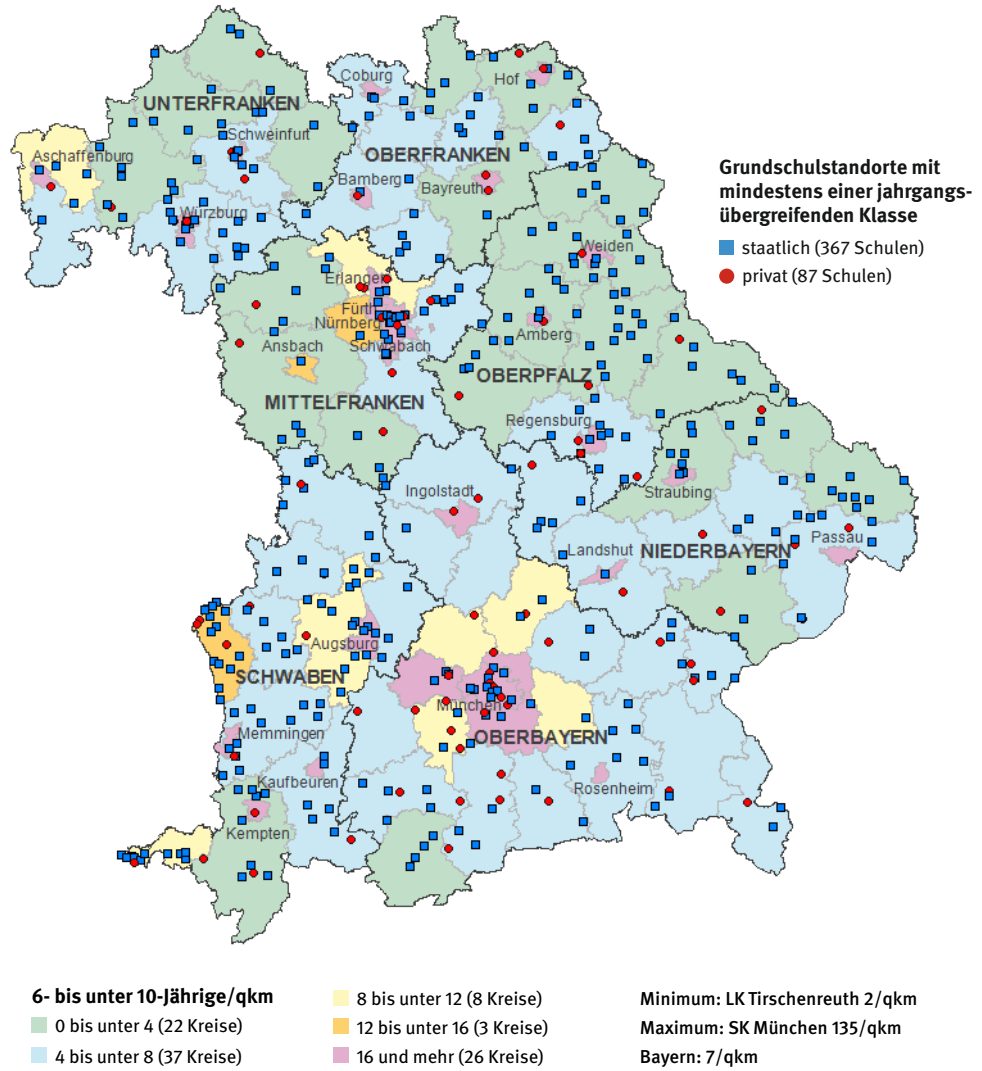 Coburg
Hof
UNTERFRANKEN
Schweinfurt
OBERFRANKEN
Aschaffenburg
Bamberg
Bayreuth
Würzburg
Weiden
Erlangen
Fürth
Nürnberg
Ansbach
Schwabach
Amberg
OBERPFALZ
MITTELFRANKEN
Regensburg
Ingolstadt
Straubing
Landshut
NIEDERBAYERN
Passau
Augsburg
SCHWABEN
München
OBERBAYERN
Memmingen
Kaufbeuren
Rosenheim
Kempten
Grundschulstandorte mit
mindestens einer jahrgangs-
übergreifenden Klasse
staatlich (367 Schulen)
privat (87 Schulen)
6- bis unter 10-Jährige/qkm
0 bis unter 4 (22 Kreise)
4 bis unter 8 (37 Kreise)
8 bis unter 12 (8 Kreise)
12 bis unter 16 (3 Kreise)
16 und mehr (26 Kreise)
Minimum: LK Tirschenreuth 2/qkm
Maximum: SK München 135/qkm
Bayern: 7/qkm